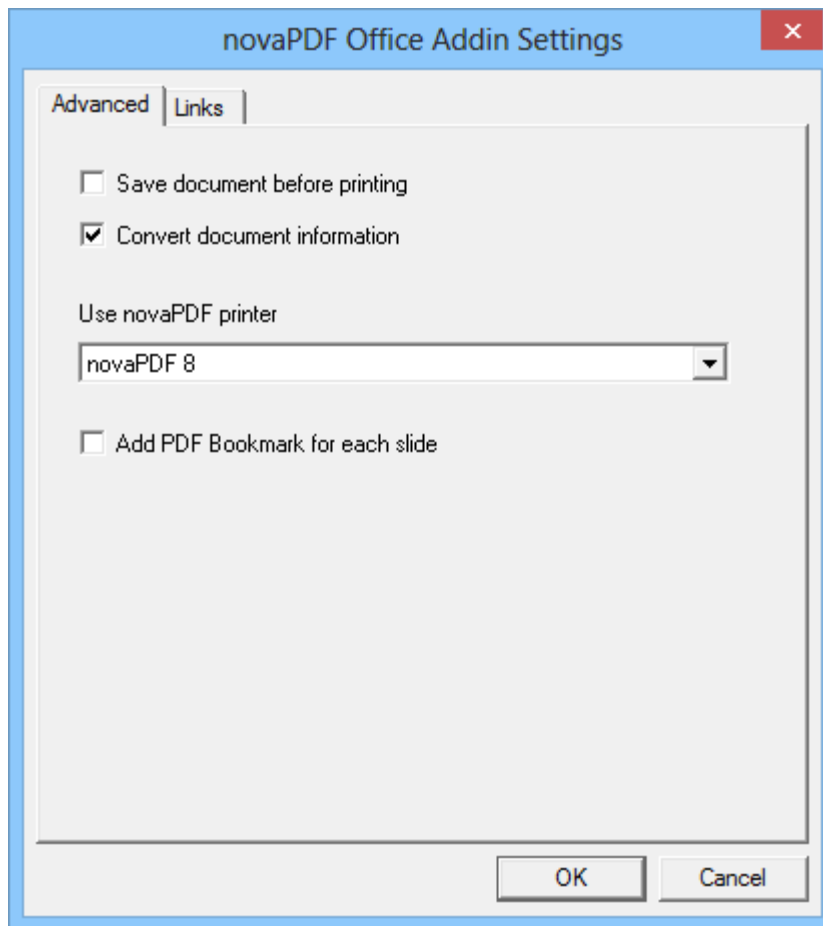 novaPDF Office Addin Settings
Advanced
Links
Save document before printing
Convert document information
Use novaPDF printer
novaPDF 8
Add PDF Bookmark for each slide
OK
Cancel